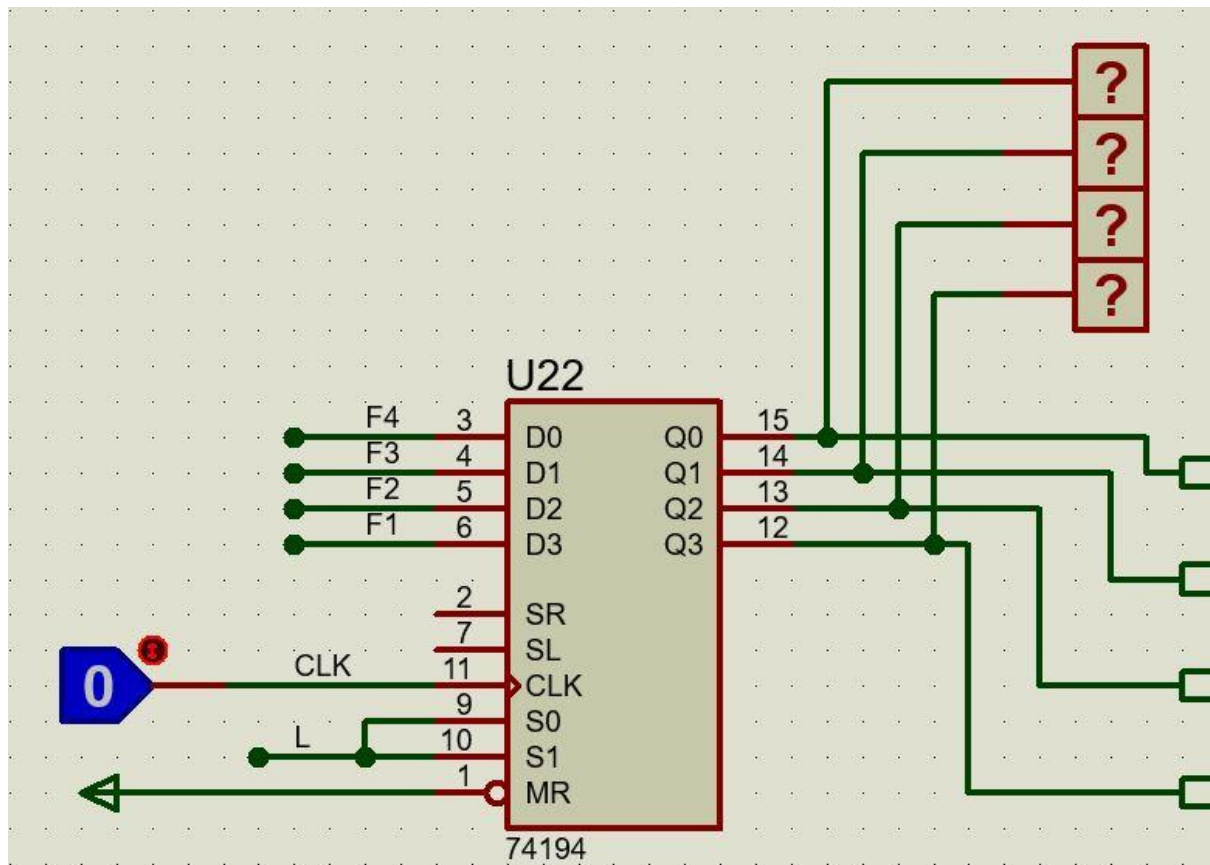 ?
?
?
?
U22
F4 3 D0 Q0 15
F3 4 D1 Q1 14
F2 5 D2 Q2 13
F1 6 D3 Q3 12
2 SR
7 SL
0 CLK 11 CLK
9 S0
L 10 S1
1 MR
74194